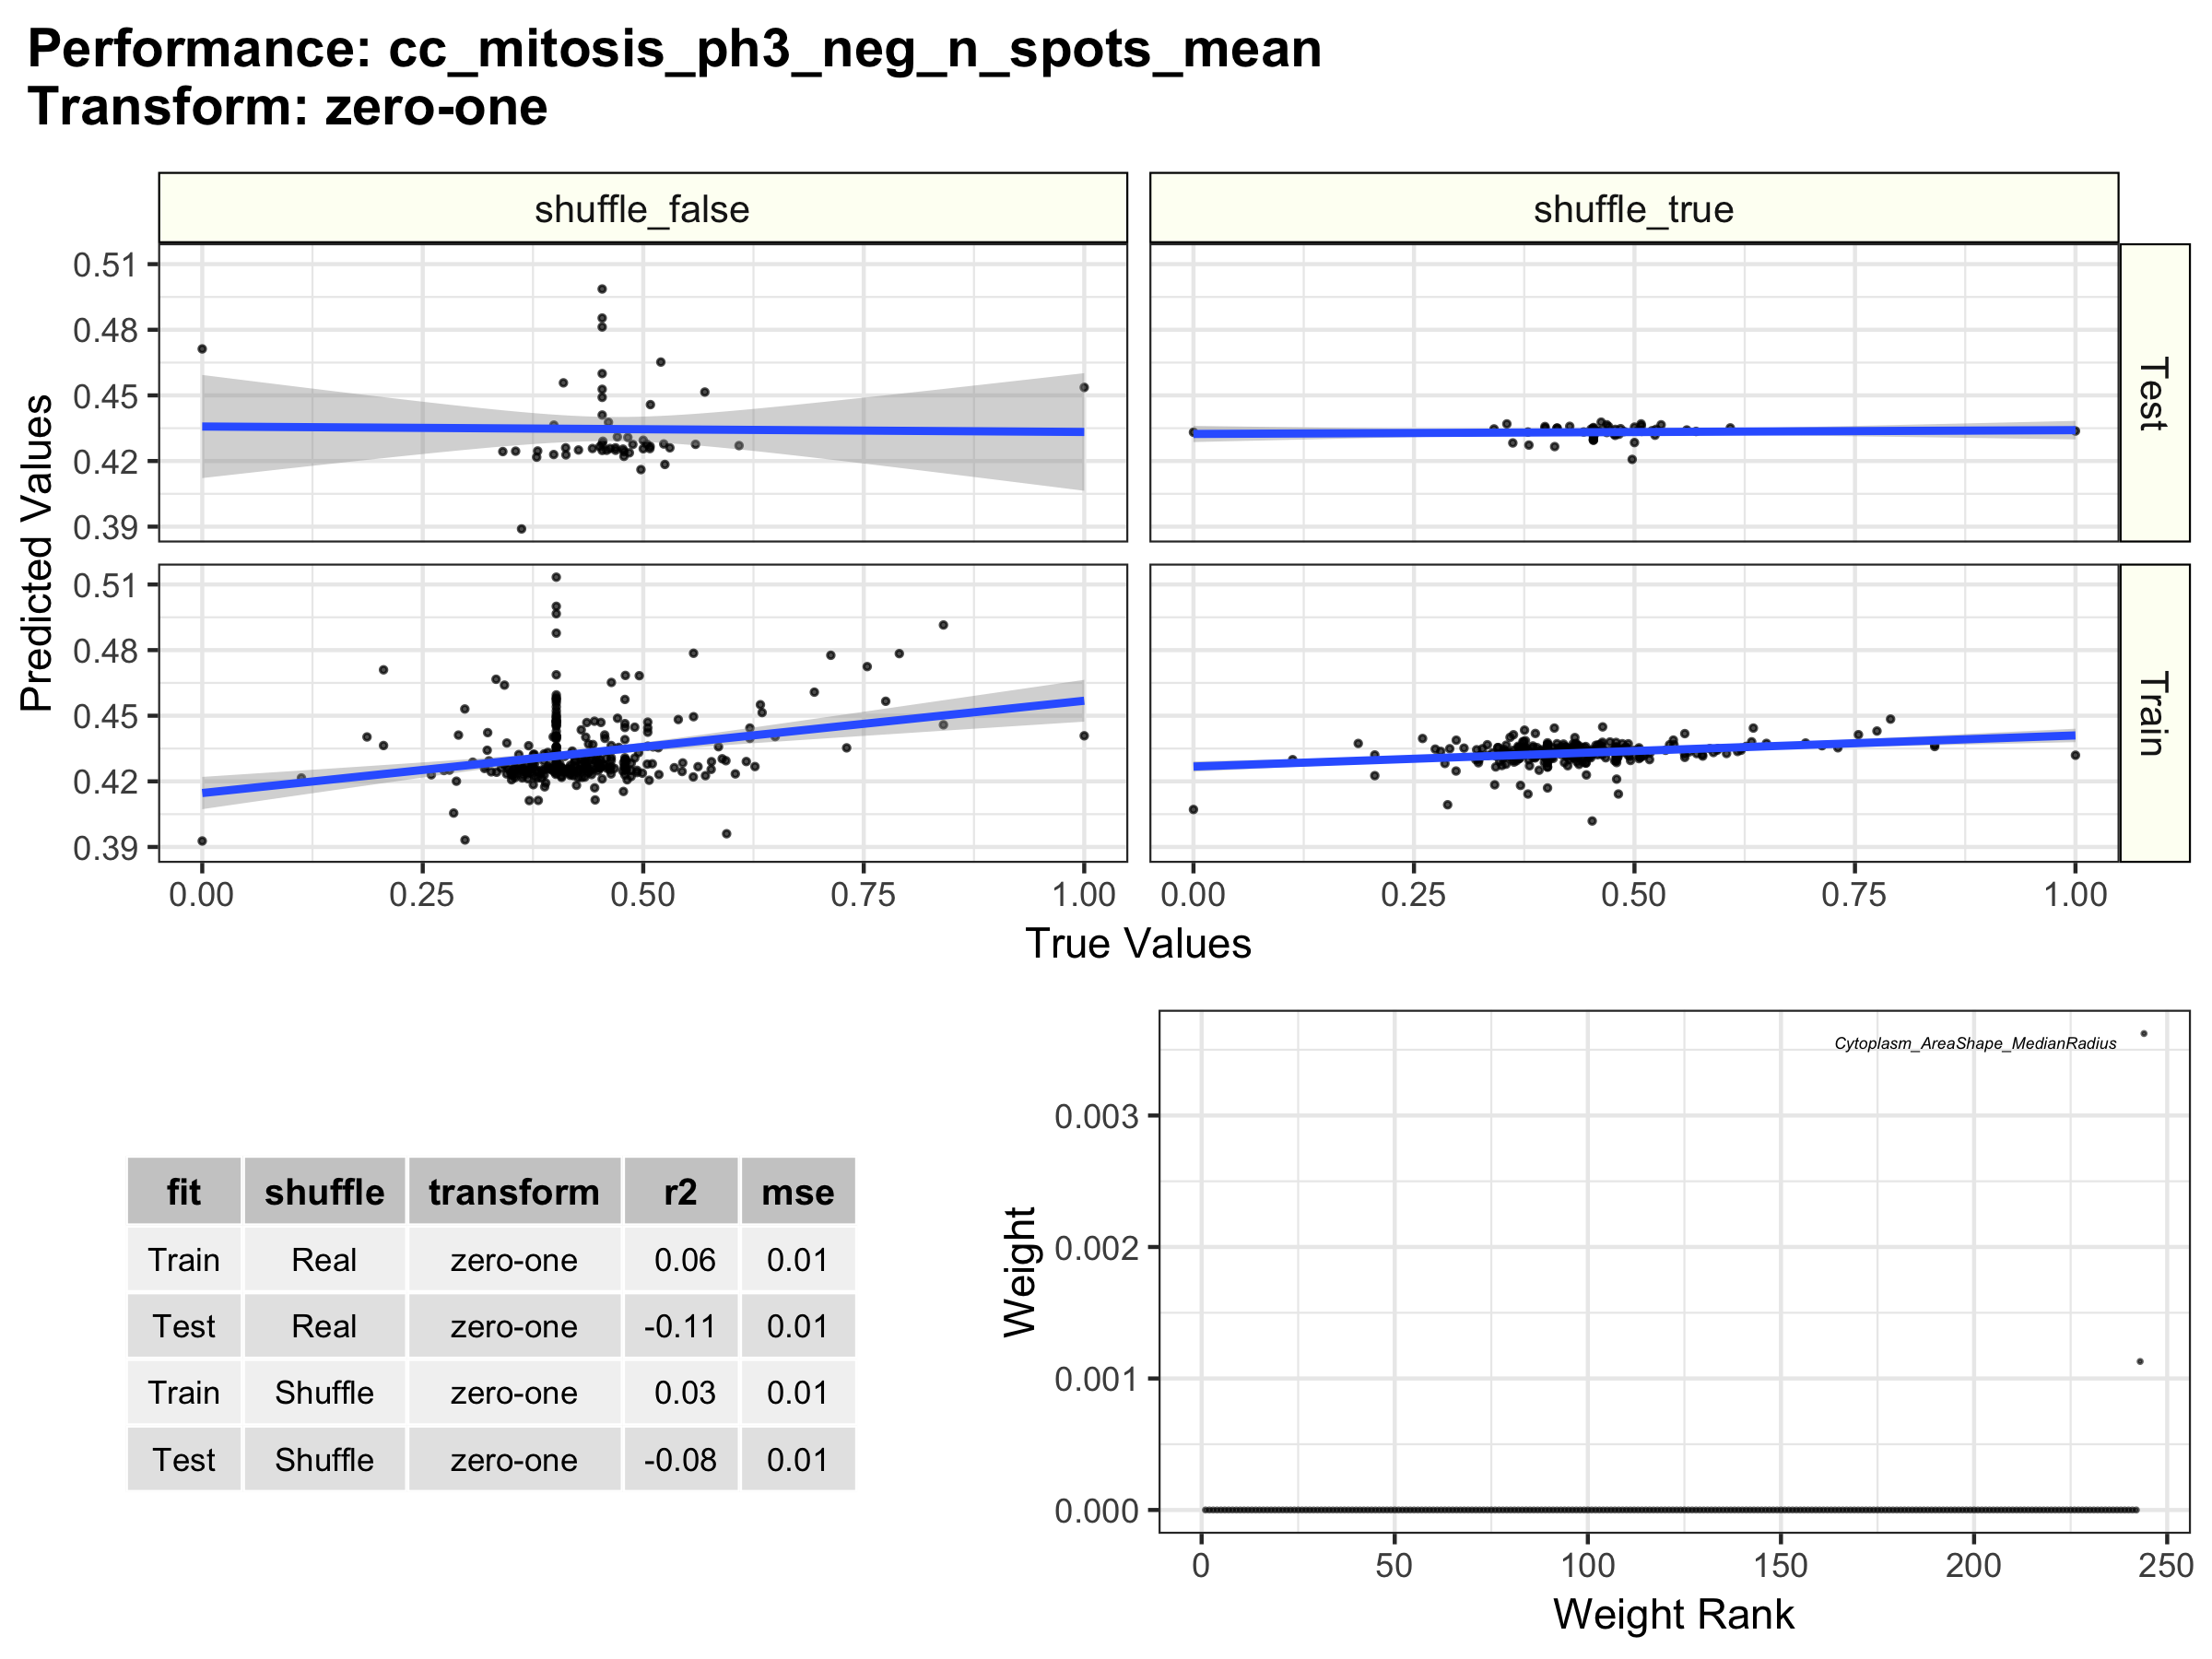 Performance: cc_mitosis_ph3_neg_n_spots_mean
Transform: zero-one
shuffle_false
shuffle_true
0.51
0.48
0.45
0.42
0.39
Test
0.51
0.48
0.45
0.42
0.39
Train
Predicted Values
0.00 0.25 0.50 0.75 1.00 0.00 0.25 0.50 0.75 1.00
True Values
fit shuffle transform r2 mse
Train Real zero-one 0.06 0.01
Test Real zero-one -0.11 0.01
Train Shuffle zero-one 0.03 0.01
Test Shuffle zero-one -0.08 0.01
Cytoplasm_AreaShape_MedianRadius
0.003
0.002
0.001
0.000
Weight
0 50 100 150 200 250
Weight Rank